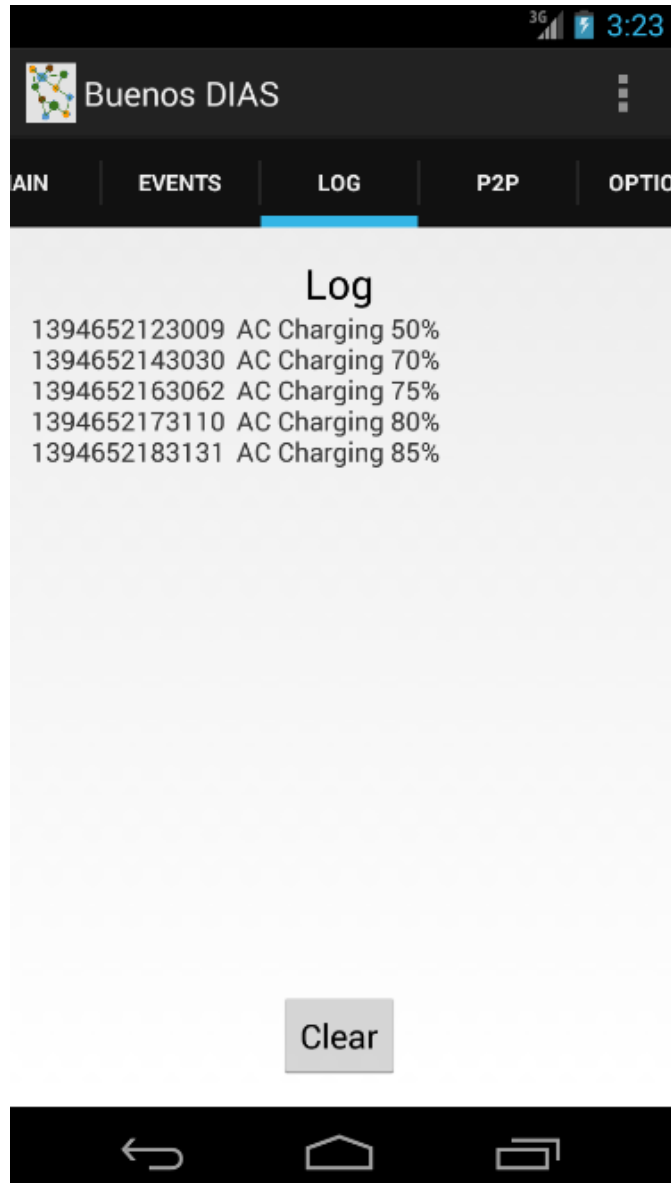 3G 3:23
Buenos DIAS
AIN EVENTS LOG P2P OPTIO
Log
1394652123009 AC Charging 50%
1394652143030 AC Charging 70%
1394652163062 AC Charging 75%
1394652173110 AC Charging 80%
1394652183131 AC Charging 85%
Clear